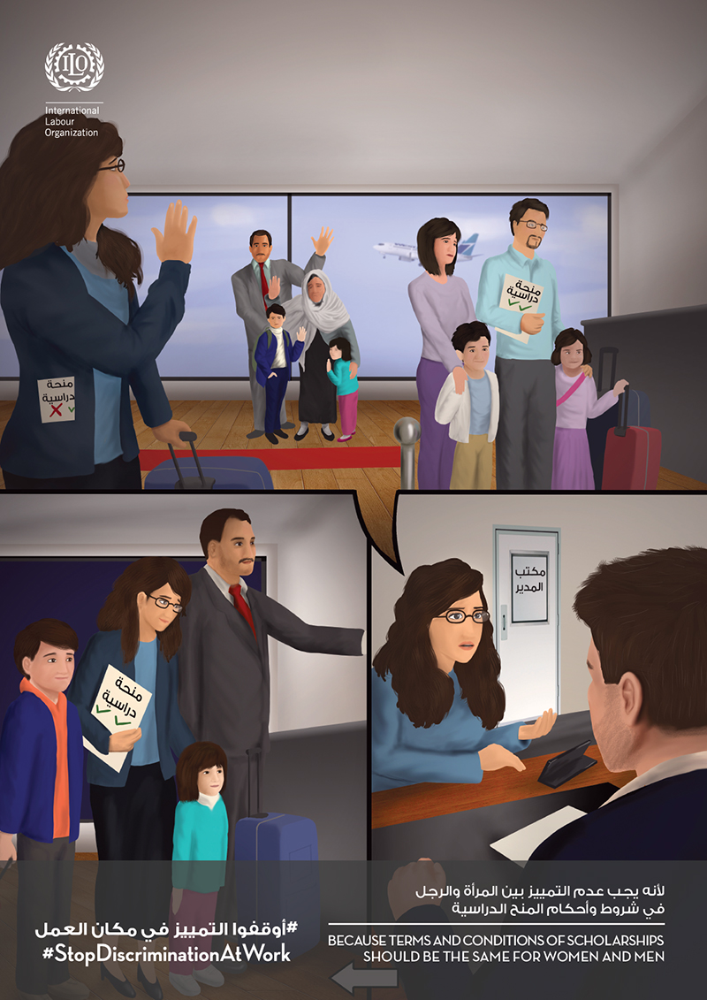 ILO
International
Labour
Organization
منحة
دراسية
منحة
دراسية
منحة
دراسية
مكتب
المدير
لأنه يجب عدم التمييز بين المرأة والرجل
في شروط وأحكام المنح الدراسية
#أوقفوا التمييز في مكان العمل
#StopDiscriminationAtWork
BECAUSE TERMS AND CONDITIONS OF SCHOLARSHIPS
SHOULD BE THE SAME FOR WOMEN AND MEN